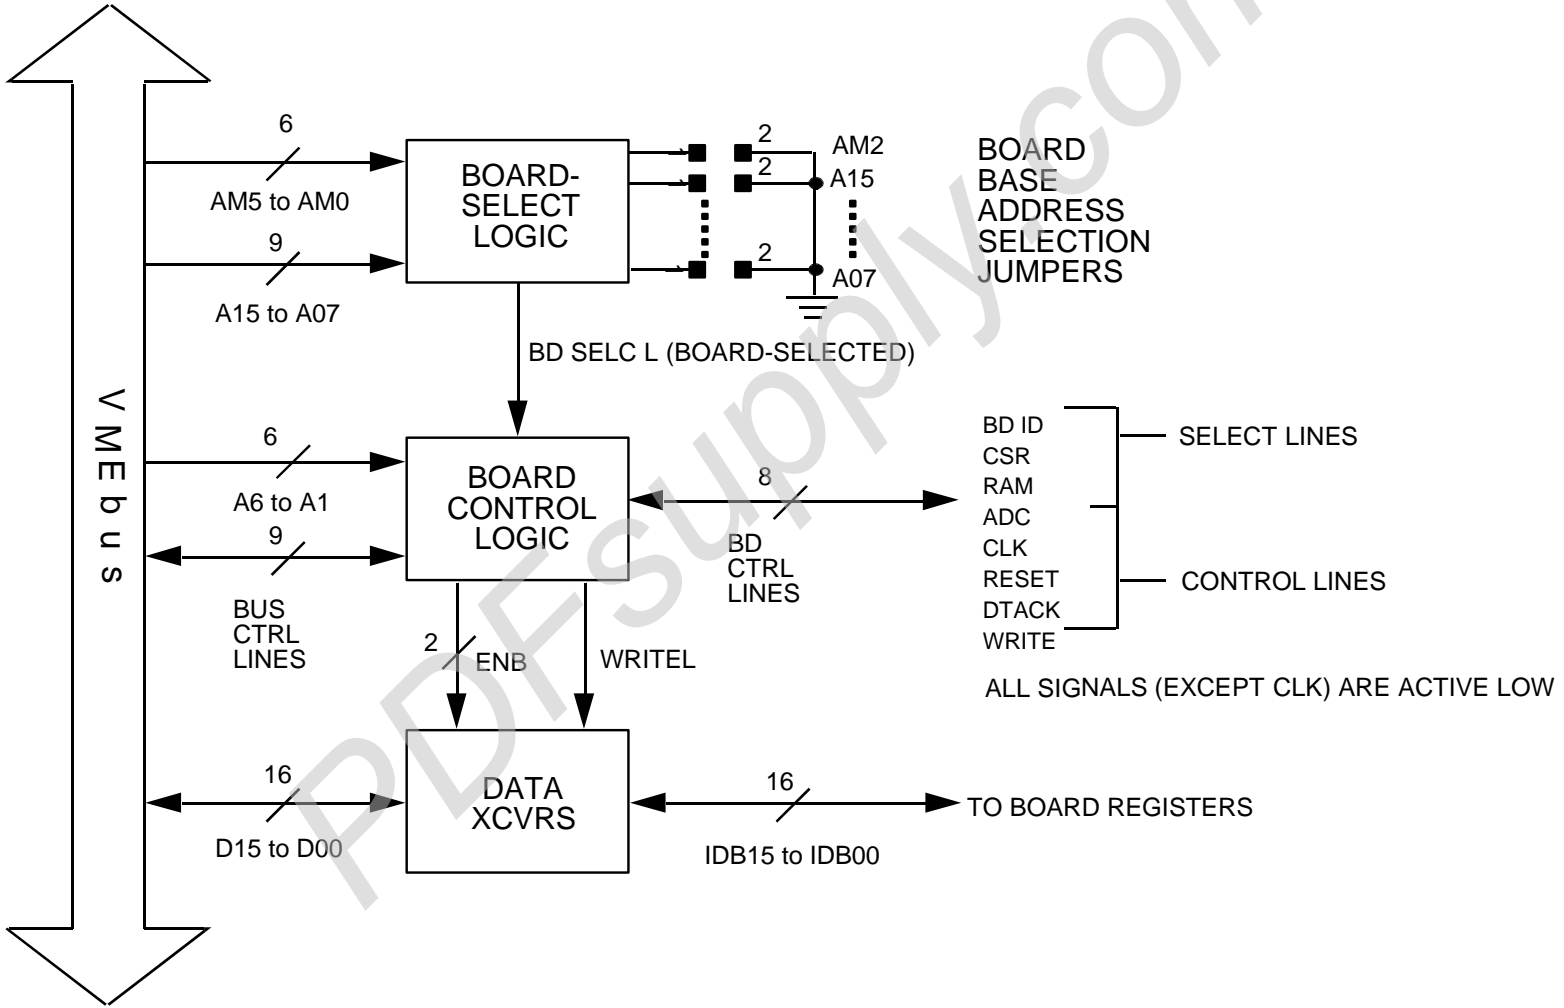 VMEbus
6
AM5 to AM0
9
A15 to A07
BOARD-
SELECT
LOGIC
2
AM2
2
A15
2
A07
BOARD
BASE
ADDRESS
SELECTION
JUMPERS
BD SELC L (BOARD-SELECTED)
6
A6 to A1
9
BUS
CTRL
LINES
BOARD
CONTROL
LOGIC
8
BD
CTRL
LINES
BD ID
CSR
RAM
ADC
CLK
RESET
DTACK
WRITE
SELECT LINES
CONTROL LINES
ALL SIGNALS (EXCEPT CLK) ARE ACTIVE LOW
2
ENB
WRITEL
16
D15 to D00
DATA
XCVRS
16
IDB15 to IDB00
TO BOARD REGISTERS
PDFsupply.com